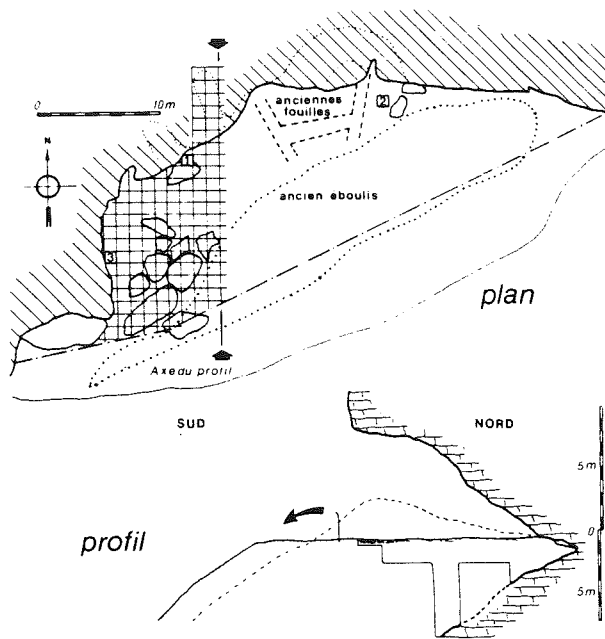 0 10m
N
anciennes
fouilles
2
1
ancien eboulis
3
plan
Axe du profil
SUD NORD
5m
0
profil
5m